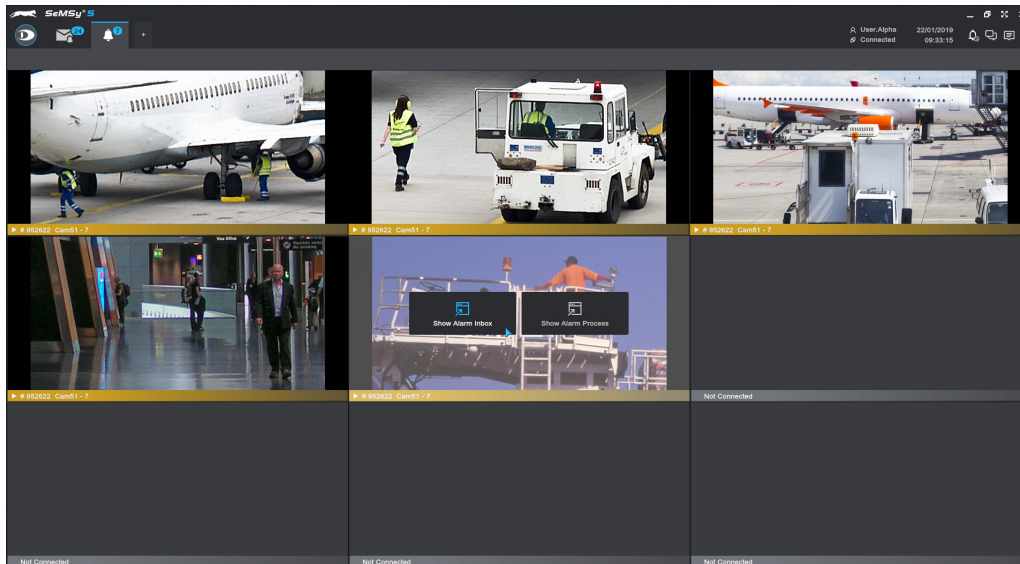 SeMSy® 5
24
7
+
User.Alpha
22/01/2019
Connected
09:33:15
# 952622 Cam51 - 7
# 952622 Cam51 - 7
# 952622 Cam51 - 7
Show Alarm Inbox
Show Alarm Process
# 952622 Cam51 - 7
# 952622 Cam51 - 7
Not Connected
Not Connected
Not Connected
Not Connected